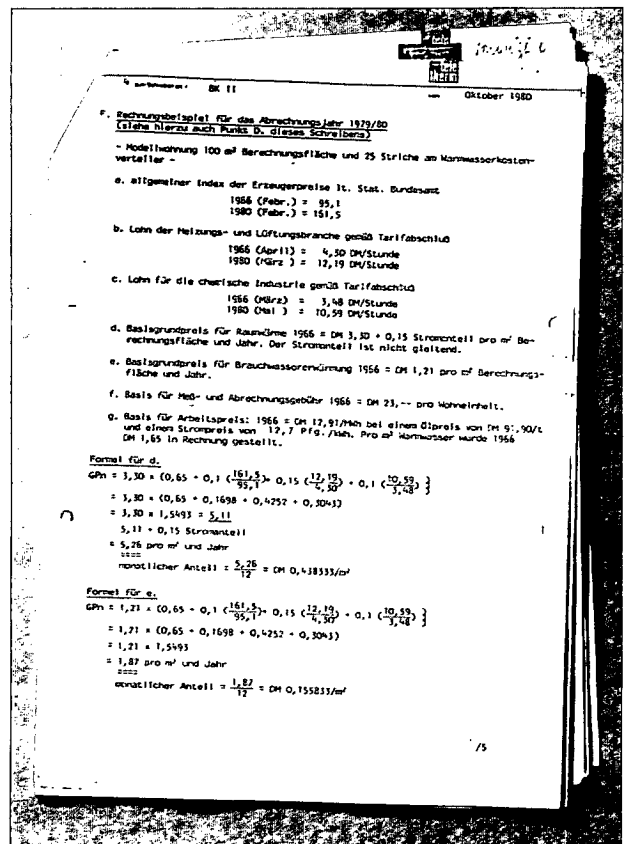 BK II
Oktober 1980
F. Rechnungsbeispiel für das Abrechnungsjahr 1979/80
(siehe hierzu auch Punkt D. dieses Schreibens)
- Modellwohnung 100 m² Berechnungsfläche und 25 Striche am Warmwasserkosten-
verteiler -
a. allgemeiner Index der Erzeugerpreise lt. Stat. Bundesamt
1966 (Febr.) = 95,1
1980 (Febr.) = 161,5
b. Lohn der Heizungs- und Lüftungsbranche gemäß Tarifabschluß
1966 (April) = 4,30 DM/Stunde
1980 (März ) = 12,19 DM/Stunde
c. Lohn für die chemische Industrie gemäß Tarifabschluß
1966 (März) = 3,48 DM/Stunde
1980 (Mai ) = 10,59 DM/Stunde
d. Basisgrundpreis für Raumwärme 1966 = DM 3,30 + 0,15 Stromanteil pro m² Be-
rechnungsfläche und Jahr. Der Stromanteil ist nicht gleitend.
e. Basisgrundpreis für Brauchwassererwärmung 1966 = DM 1,21 pro m² Berechnungs-
fläche und Jahr.
f. Basis für Meß- und Abrechnungsgebühr 1966 = DM 23,-- pro Wohneinheit.
g. Basis für Arbeitspreis: 1966 = DM 12,91/MWh bei einem Ölpreis von DM 91,90/t
und einem Strompreis von 12,7 Pfg./kWh. Pro m³ Warmwasser wurde 1966
DM 1,65 in Rechnung gestellt.
Formel für d.
GPn = 3,30 x (0,65 + 0,1 (161,5/95,1)+ 0,15 (12,19/4,30) + 0,1 (10,59/3,48) )
= 3,30 x (0,65 + 0,1698 + 0,4252 + 0,3043)
= 3,30 x 1,5493 = 5,11
5,11 + 0,15 Stromanteil
= 5,26 pro m² und Jahr
====
monatlicher Anteil = 5,26/12 = DM 0,438333/m²
Formel für e.
GPn = 1,21 x (0,65 + 0,1 (161,5/95,1)+ 0,15 (12,19/4,30) + 0,1 (10,59/3,48) )
= 1,21 x (0,65 + 0,1698 + 0,4252 + 0,3043)
= 1,21 x 1,5493
= 1,87 pro m² und Jahr
====
monatlicher Anteil = 1,87/12 = DM 0,155833/m²
/5